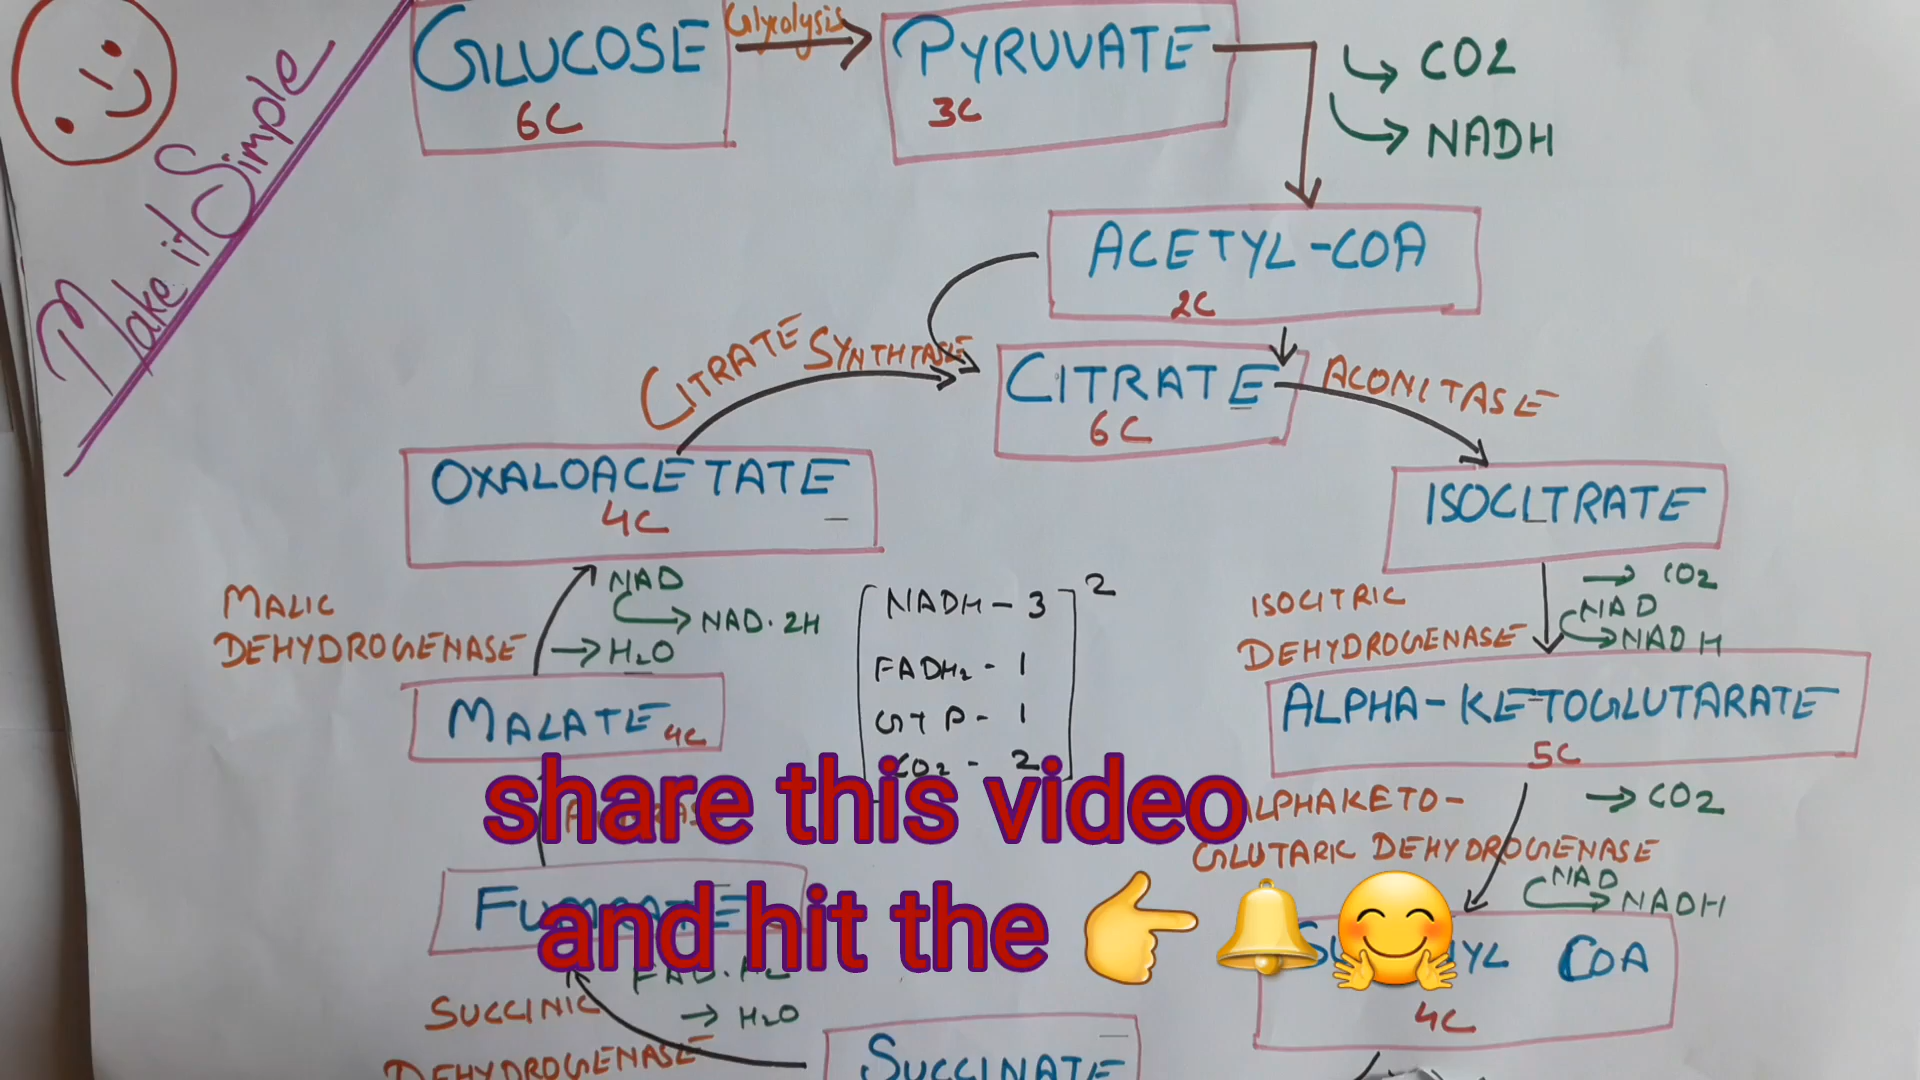 Make it Simple
GLUCOSE
6C
Glycolysis
PYRUVATE
3C
CO2
NADH
ACETYL-COA
2C
CITRATE SYNTHTASE
CITRATE
6C
ACONITASE
OXALOACETATE
4C
ISOCITRATE
MALIC
DEHYDROGENASE
NAD
NAD.2H
H2O
NADH - 3
FADH2 - 1
GTP - 1
CO2 - 2
2
ISOCITRIC
DEHYDROGENASE
CO2
NAD
NADH
MALATE 4C
ALPHA-KETOGLUTARATE
5C
share this video
ALPHAKETO-
GLUTARIC DEHYDROGENASE
CO2
NAD
NADH
and hit the
COA
4C
SUCCINIC
DEHYDROGENASE
H2O
SUCCINATE